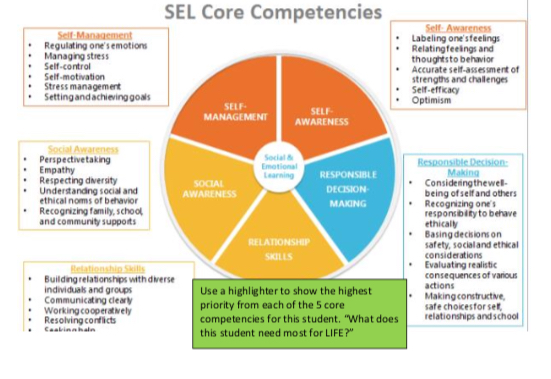 SEL Core Competencies
Self-Management
• Regulating one's emotions
• Managing stress
• Self-control
• Self-motivation
• Stress management
• Setting and achieving goals
Self- Awareness
• Labeling one's feelings
• Relating feelings and
thoughts to behavior
• Accurate self-assessment of
strengths and challenges
• Self-efficacy
• Optimism
SELF-
MANAGEMENT
SELF-
AWARENESS
Social &
Emotional
Learning
SOCIAL
AWARENESS
RESPONSIBLE
DECISION-
MAKING
RELATIONSHIP
SKILLS
Social Awareness
• Perspective taking
• Empathy
• Respecting diversity
• Understanding social and
ethical norms of behavior
• Recognizing family, school,
and community supports
Responsible Decision-
Making
• Considering the well-
being of self and others
• Recognizing one's
responsibility to behave
ethically
• Basing decisions on
safety, social and ethical
considerations
• Evaluating realistic
consequences of various
actions
• Making constructive,
safe choices for self,
relationships and school
Relationship Skills
• Building relationships with diverse
individuals and groups
• Communicating clearly
• Working cooperatively
• Resolving conflicts
• Seeking help
Use a highlighter to show the highest
priority from each of the 5 core
competencies for this student. "What does
this student need most for LIFE?"